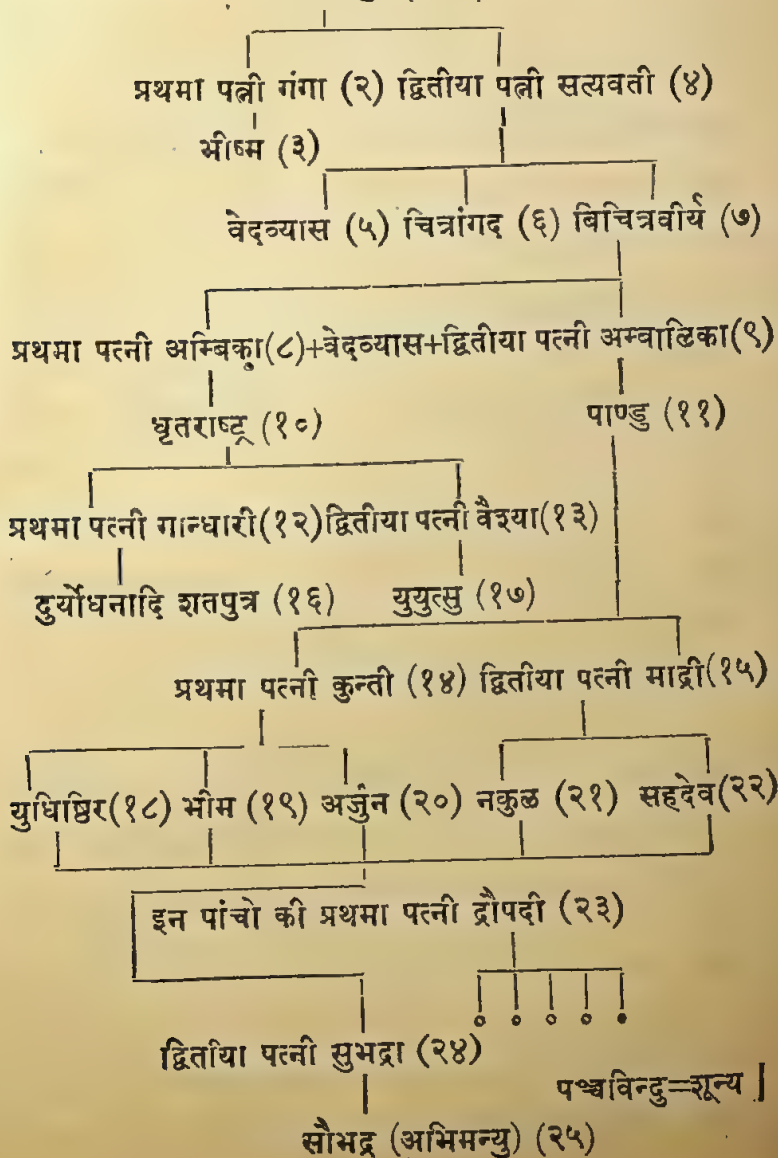 प्रथमा पत्नी गंगा (२) द्वितीया पत्नी सत्यवती (४)
भीष्म (३)
वेदव्यास (५) चित्रांगद (६) बिचित्रवीर्य (७)
प्रथमा पत्नी अम्बिका(८)+वेदव्यास+द्वितीया पत्नी अम्बाळिका(९)
धृतराष्ट्र (१०) पाण्डु (११)
प्रथमा पत्नी गान्धारी(१२)द्वितीया पत्नी वैश्या(१३)
दुर्योधनादि शतपुत्र (१६) युयुत्सु (१७)
प्रथमा पत्नी कुन्ती (१४) द्वितीया पत्नी माद्री(१५)
युधिष्ठिर(१८) भीम (१९) अर्जुन (२०) नकुळ (२१) सहदेव(२२)
इन पांचो की प्रथमा पत्नी द्रौपदी (२३)
द्वितीया पत्नी सुभद्रा (२४)
पञ्चविन्दु=शून्य |
सौभद्र (अभिमन्यु) (२५)